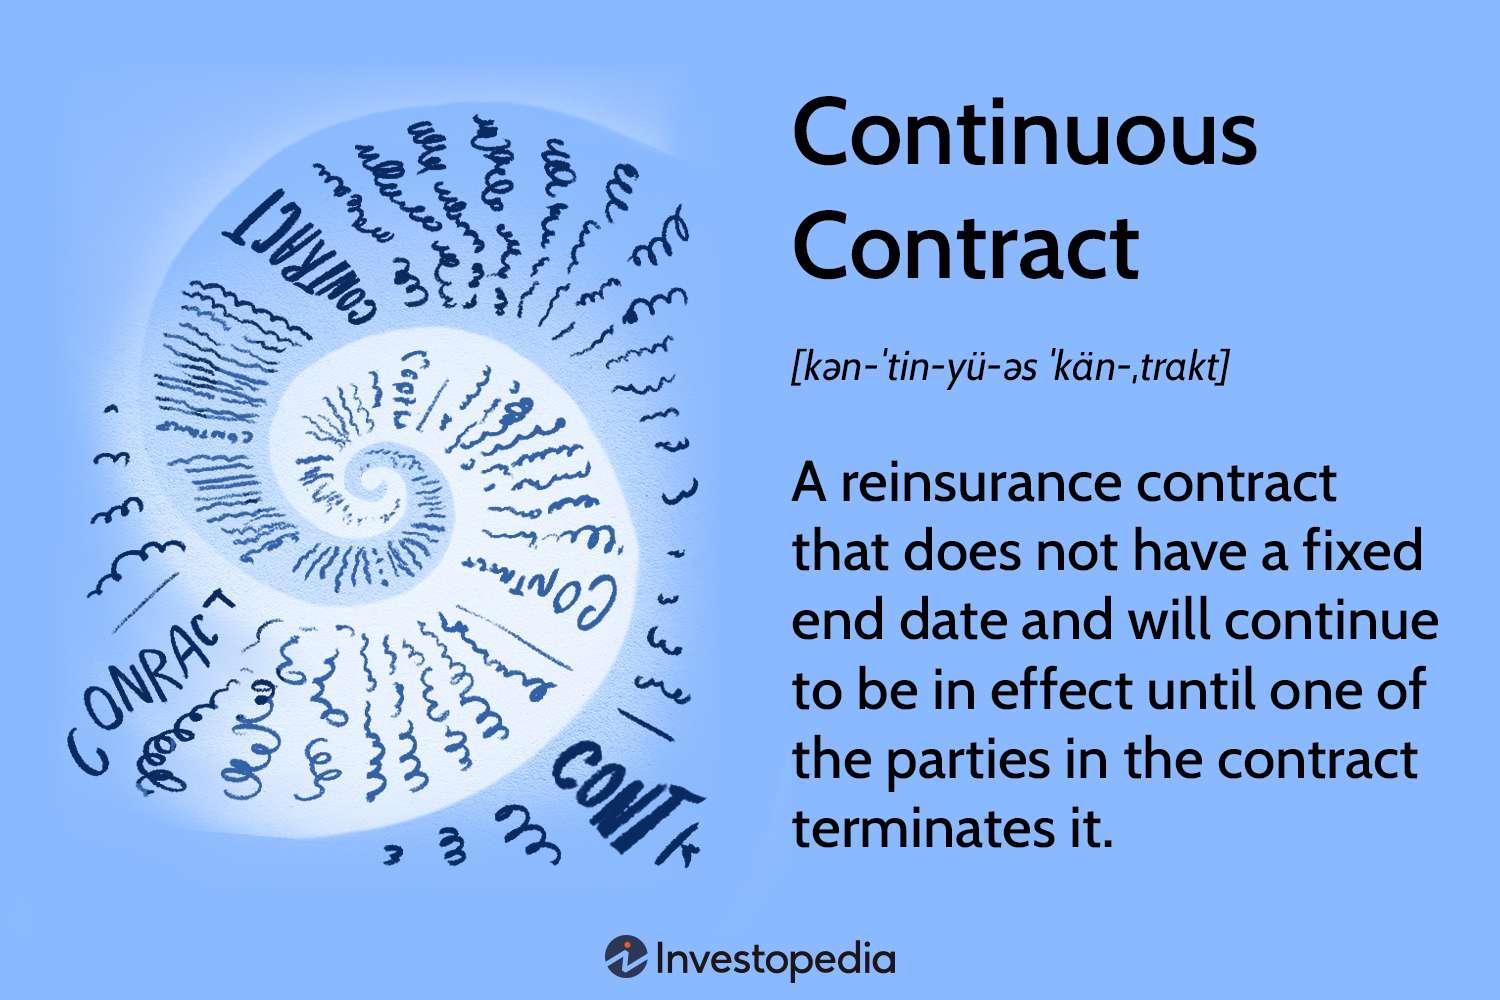 Continuous
Contract
[kən-ˈtin-yü-əs ˈkän-ˌtrakt]
A reinsurance contract
that does not have a fixed
end date and will continue
to be in effect until one of
the parties in the contract
terminates it.
CONTRACT
CONTRACT
CONRACT
CONT
Investopedia